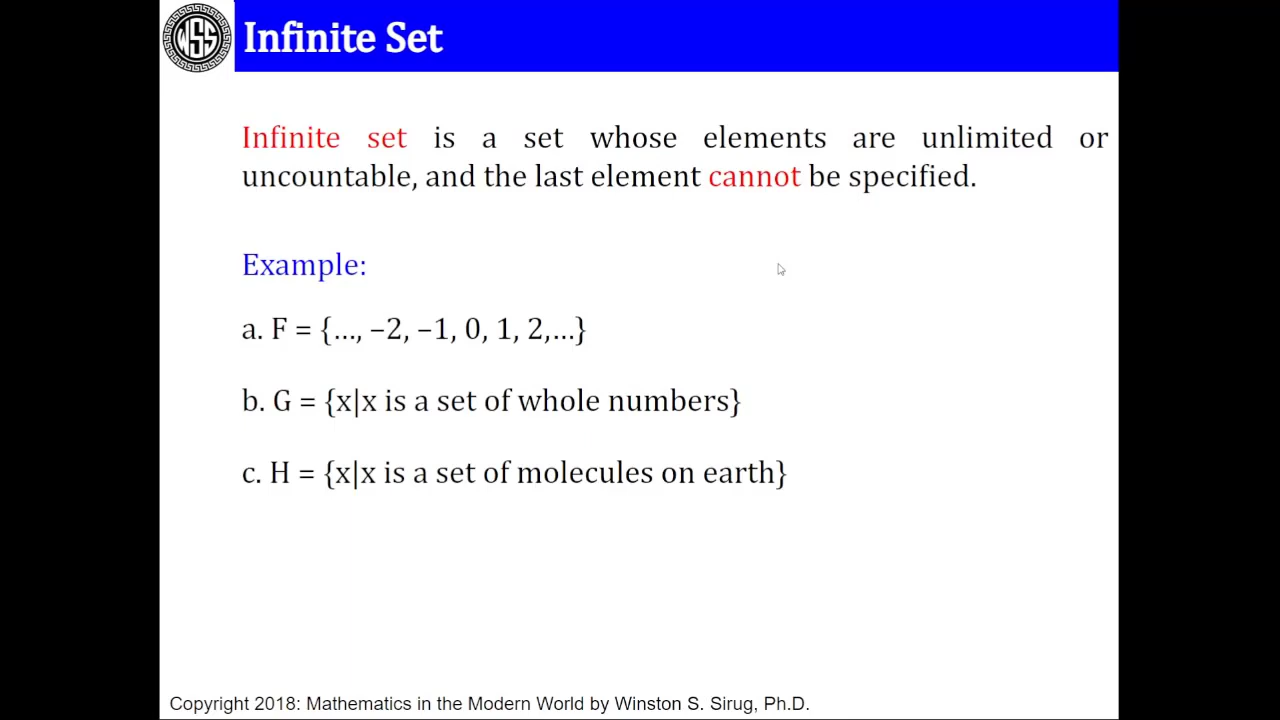 WSS
Infinite Set
Infinite set is a set whose elements are unlimited or
uncountable, and the last element cannot be specified.
Example:
a. F = {…, –2, –1, 0, 1, 2,…}
b. G = {x|x is a set of whole numbers}
c. H = {x|x is a set of molecules on earth}
Copyright 2018: Mathematics in the Modern World by Winston S. Sirug, Ph.D.